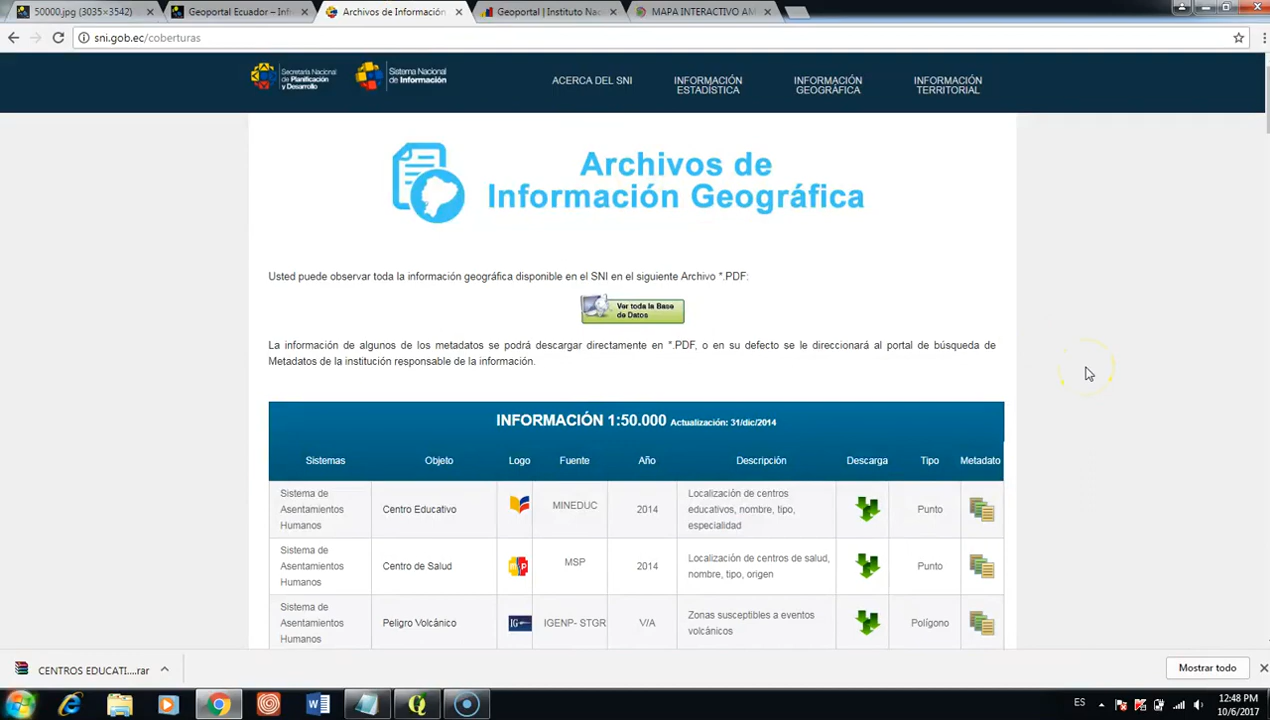 50000.jpg (3035×3542)
Geoportal Ecuador – Infr
Archivos de Información
Geoportal | Instituto Nac
MAPA INTERACTIVO AM
sni.gob.ec/coberturas
Secretaría Nacional
de Planificación
y Desarrollo
Sistema
Nacional
de Información
ACERCA DEL SNI
INFORMACIÓN
ESTADÍSTICA
INFORMACIÓN
GEOGRÁFICA
INFORMACIÓN
TERRITORIAL
Archivos de
Información Geográfica
Usted puede observar toda la información geográfica disponible en el SNI en el siguiente Archivo *.PDF:
Ver toda la Base
de Datos
La información de algunos de los metadatos se podrá descargar directamente en *.PDF, o en su defecto se le direccionará al portal de búsqueda de
Metadatos de la institución responsable de la información.
INFORMACIÓN 1:50.000 Actualización: 31/dic/2014
Sistemas Objeto Logo Fuente Año Descripción Descarga Tipo Metadato
Sistema de
Asentamientos
Humanos
Centro Educativo
MINEDUC
2014
Localización de centros
educativos, nombre, tipo,
especialidad
Punto
Sistema de
Asentamientos
Humanos
Centro de Salud
msp
MSP
2014
Localización de centros de salud,
nombre, tipo, origen
Punto
Sistema de
Asentamientos
Humanos
Peligro Volcánico
IG
IGENP- STGR
V/A
Zonas susceptibles a eventos
volcánicos
Polígono
CENTROS EDUCATI....rar
Mostrar todo
ES
12:48 PM
10/6/2017